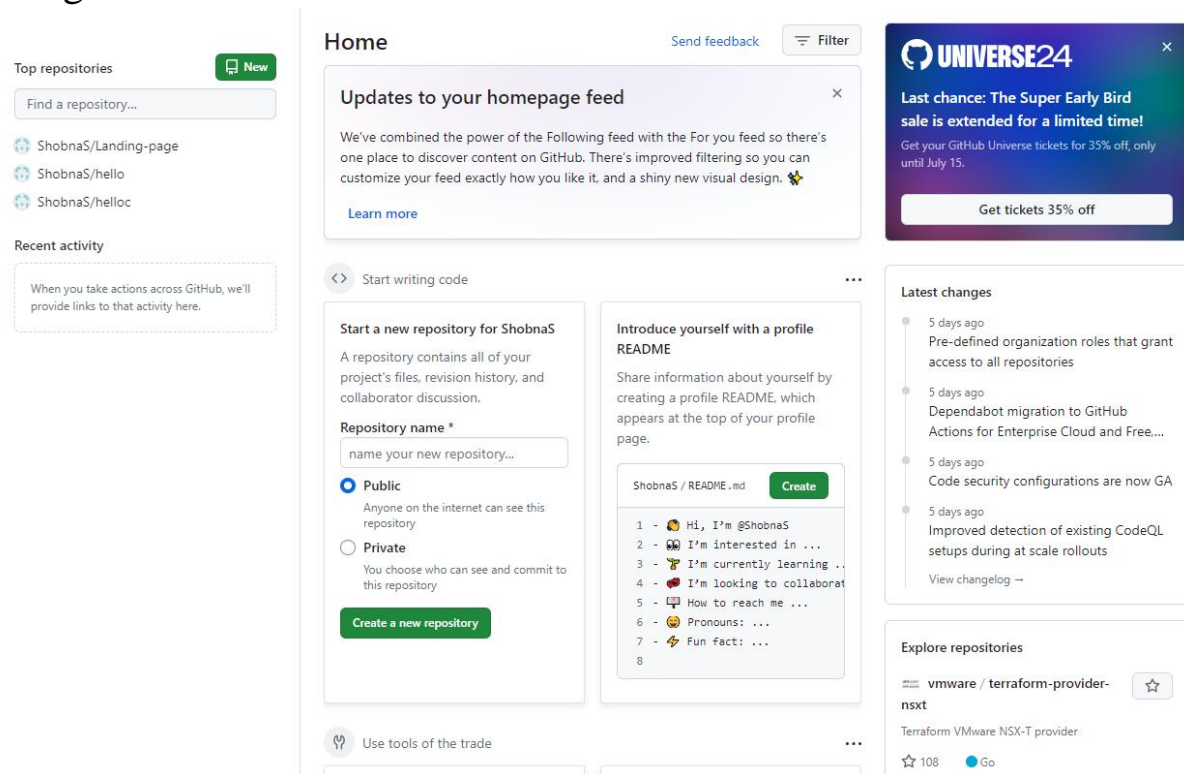 Top repositories
New
Find a repository...
ShobnaS/Landing-page
ShobnaS/hello
ShobnaS/helloc
Recent activity
When you take actions across GitHub, we'll
provide links to that activity here.
Home
Send feedback
Filter
Updates to your homepage feed
We've combined the power of the Following feed with the For you feed so there's
one place to discover content on GitHub. There's improved filtering so you can
customize your feed exactly how you like it, and a shiny new visual design. ✨
Learn more
Start writing code
Start a new repository for ShobnaS
A repository contains all of your
project's files, revision history, and
collaborator discussion.
Repository name *
name your new repository...
Public
Anyone on the internet can see this
repository
Private
You choose who can see and commit to
this repository
Create a new repository
Introduce yourself with a profile
README
Share information about yourself by
creating a profile README, which
appears at the top of your profile
page.
ShobnaS / README.md
Create
1 - 👋 Hi, I'm @ShobnaS
2 - 👀 I'm interested in ...
3 - 🌱 I'm currently learning ..
4 - 💞️ I'm looking to collaborat
5 - 📫 How to reach me ...
6 - 😄 Pronouns: ...
7 - ⚡ Fun fact: ...
8
Use tools of the trade
UNIVERSE24
Last chance: The Super Early Bird
sale is extended for a limited time!
Get your GitHub Universe tickets for 35% off, only
until July 15.
Get tickets 35% off
Latest changes
5 days ago
Pre-defined organization roles that grant
access to all repositories
5 days ago
Dependabot migration to GitHub
Actions for Enterprise Cloud and Free,...
5 days ago
Code security configurations are now GA
5 days ago
Improved detection of existing CodeQL
setups during at scale rollouts
View changelog →
Explore repositories
vmware / terraform-provider-
nsxt
Terraform VMware NSX-T provider
108
Go